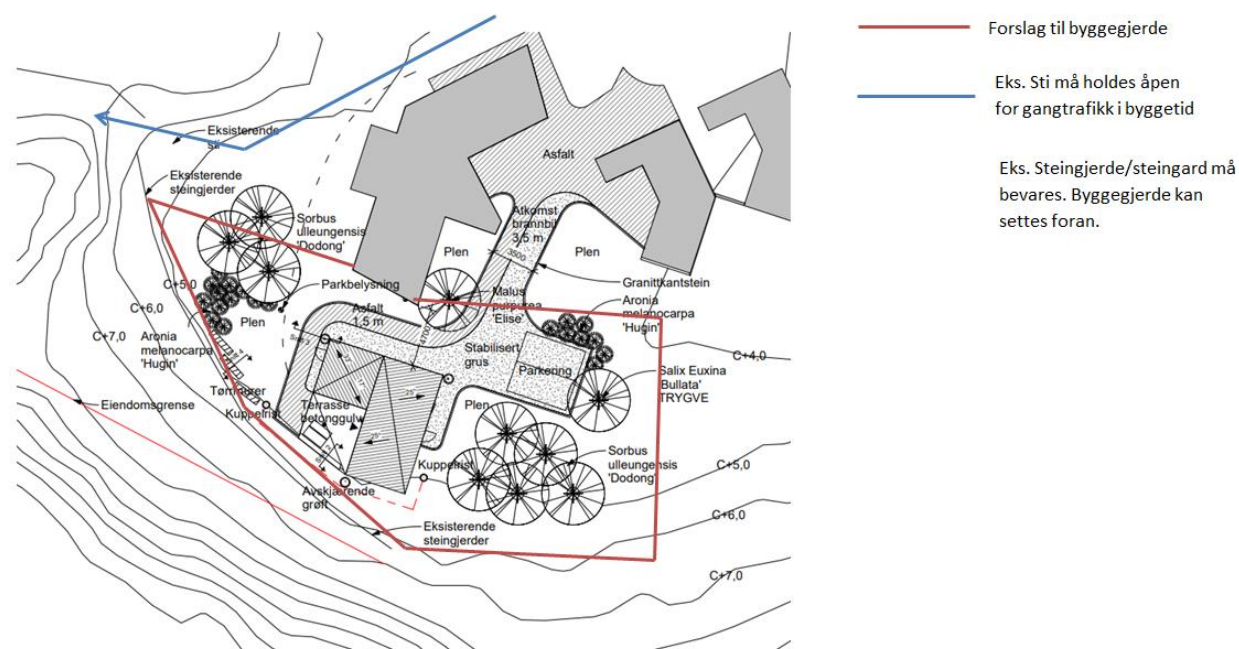 Forslag til byggegjerde
Eks. Sti må holdes åpen
for gangtrafikk i byggetid
Eks. Steingjerde/steingard må
bevares. Byggegjerde kan
settes foran.
Eksisterende
sti
Eksisterende
steingjerder
Asfalt
Sorbus
ulleungensis
'Dodong'
Atkomst
brannbil
3,5 m
3500
Plen
Plen
Granittkantstein
C+5,0
Parkbelysning
Malus
purpurea
'Elise'
Aronia
melanocarpa
'Hugin'
C+6,0
Plen
Asfalt
1,5 m
4700
C+7,0
Aronia
melanocarpa
'Hugin'
Stabilisert
grus
C+4,0
Parkering
Salix Euxina
'Bullata'
TRYGVE
Eiendomsgrense
Kuppelrist
Terrasse
betonggulv
Plen
Sorbus
ulleungensis
'Dodong'
C+5,0
Kuppelrist
Avskjærende
grøft
C+6,0
Eksisterende
steingjerder
C+7,0